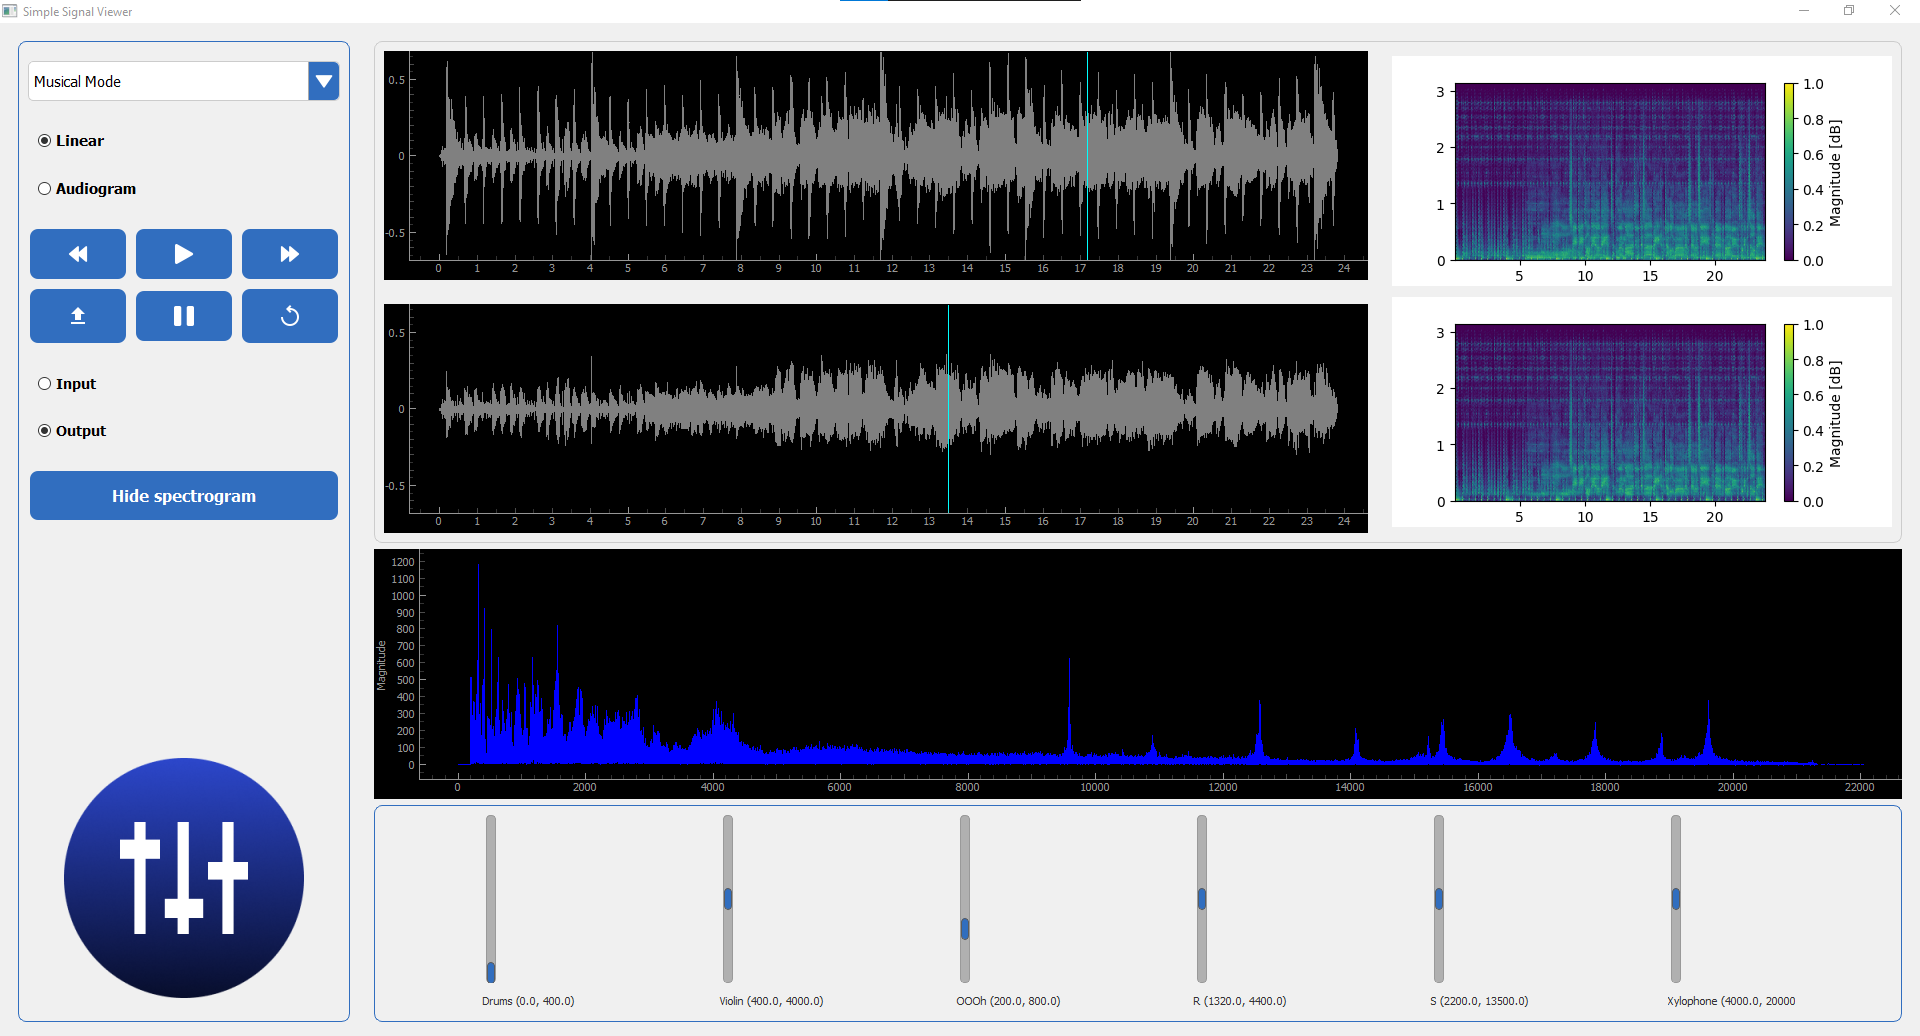 Simple Signal Viewer
Musical Mode
Linear
Audiogram
Input
Output
Hide spectrogram
0.5
0
-0.5
0 1 2 3 4 5 6 7 8 9 10 11 12 13 14 15 16 17 18 19 20 21 22 23 24
3
2
1
0
5 10 15 20
1.0
0.8
0.6
0.4
0.2
0.0
Magnitude [dB]
0.5
0
-0.5
0 1 2 3 4 5 6 7 8 9 10 11 12 13 14 15 16 17 18 19 20 21 22 23 24
3
2
1
0
5 10 15 20
1.0
0.8
0.6
0.4
0.2
0.0
Magnitude [dB]
Magnitude
1200
1100
1000
900
800
700
600
500
400
300
200
100
0
0 2000 4000 6000 8000 10000 12000 14000 16000 18000 20000 22000
Drums (0.0, 400.0)
Violin (400.0, 4000.0)
OOOh (200.0, 800.0)
R (1320.0, 4400.0)
S (2200.0, 13500.0)
Xylophone (4000.0, 20000